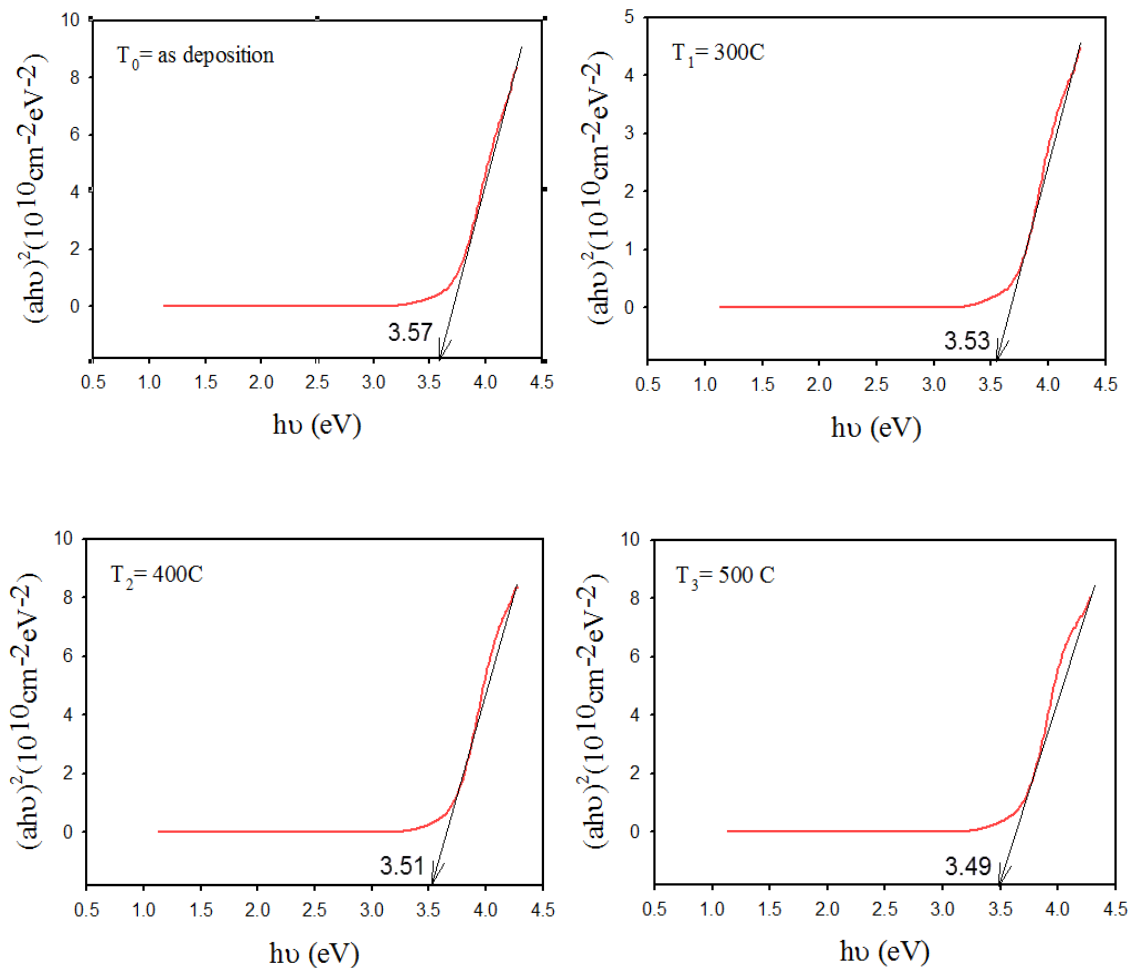 T₀= as deposition
(ahυ)²(10¹⁰cm⁻²eV⁻²)
10
8
6
4
2
0
3.57
0.5 1.0 1.5 2.0 2.5 3.0 3.5 4.0 4.5
hυ (eV)
T₁ = 300C
(ahυ)²(10¹⁰cm⁻²eV⁻²)
5
4
3
2
1
0
3.53
0.5 1.0 1.5 2.0 2.5 3.0 3.5 4.0 4.5
hυ (eV)
T₂= 400C
(ahυ)²(10¹⁰cm⁻²eV⁻²)
10
8
6
4
2
0
3.51
0.5 1.0 1.5 2.0 2.5 3.0 3.5 4.0 4.5
hυ (eV)
T₃= 500 C
(ahυ)²(10¹⁰cm⁻²eV⁻²)
10
8
6
4
2
0
3.49
0.5 1.0 1.5 2.0 2.5 3.0 3.5 4.0 4.5
hυ (eV)